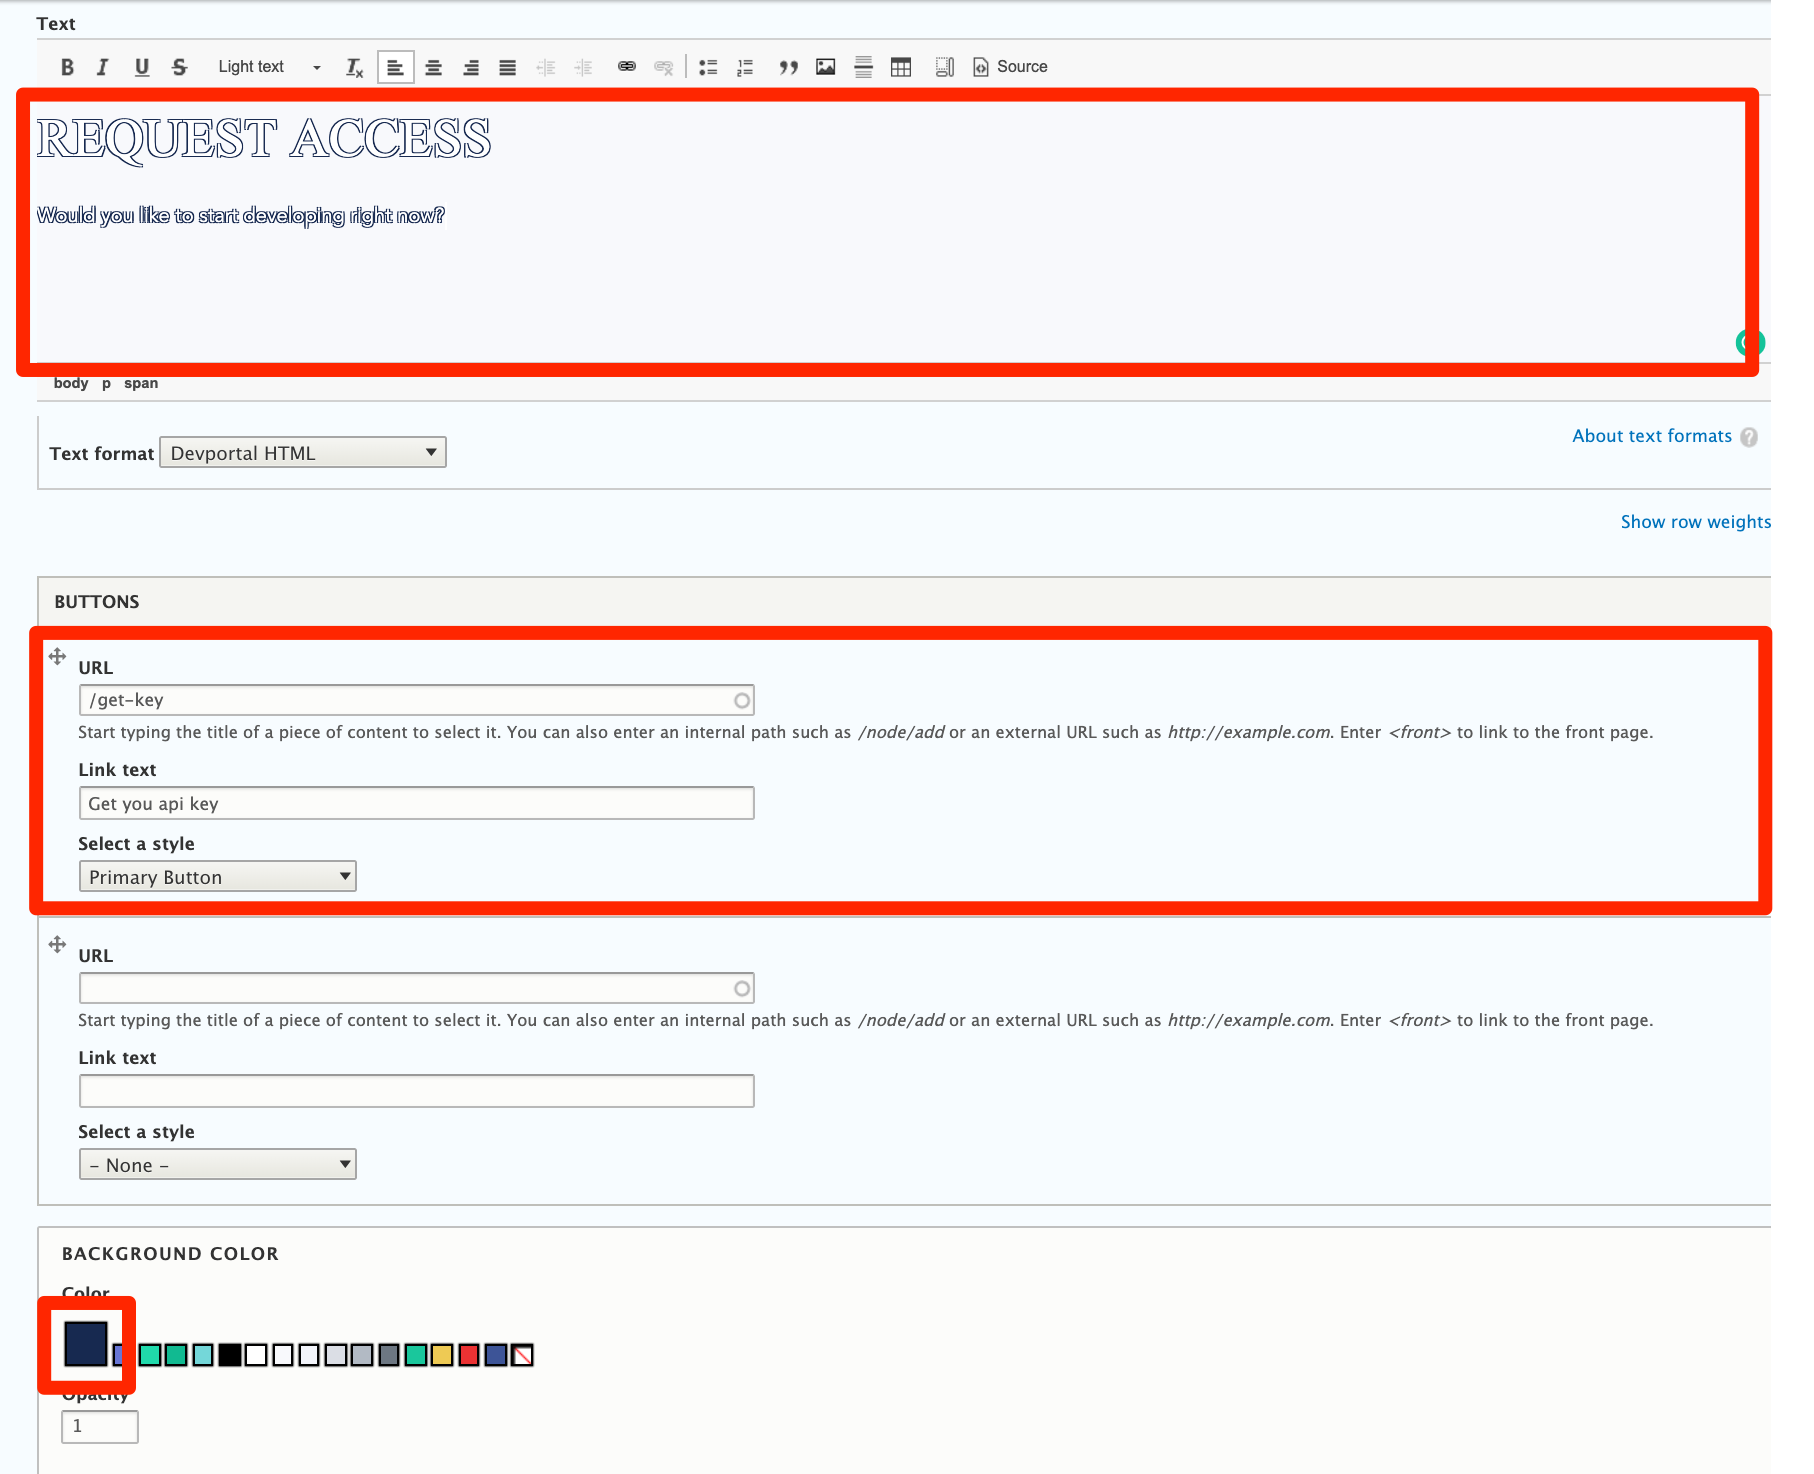 Text
B I U S Light text Source
REQUEST ACCESS
Would you like to start developing right now?
body p span
About text formats ?
Text format Devportal HTML
Show row weights
BUTTONS
URL
/get-key
Start typing the title of a piece of content to select it. You can also enter an internal path such as /node/add or an external URL such as http://example.com. Enter <front> to link to the front page.
Link text
Get you api key
Select a style
Primary Button
URL
Start typing the title of a piece of content to select it. You can also enter an internal path such as /node/add or an external URL such as http://example.com. Enter <front> to link to the front page.
Link text
Select a style
- None -
BACKGROUND COLOR
Color
Opacity
1